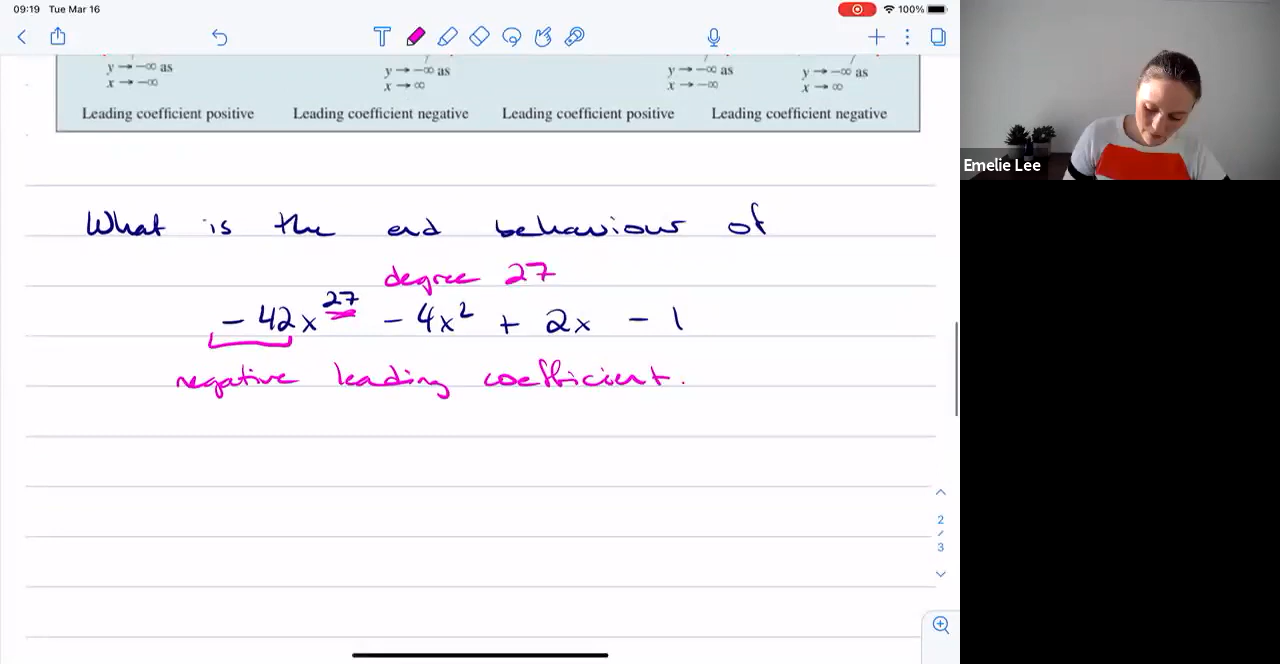 09:19 Tue Mar 16
100%
y → −∞ as
x → −∞
y → −∞ as
x → ∞
y → −∞ as
x → −∞
y → −∞ as
x → ∞
Leading coefficient positive
Leading coefficient negative
Leading coefficient positive
Leading coefficient negative
Emelie Lee
What is the end behaviour of
degree 27
− 42x^27 − 4x² + 2x − 1
negative leading coefficient.
2
/
3